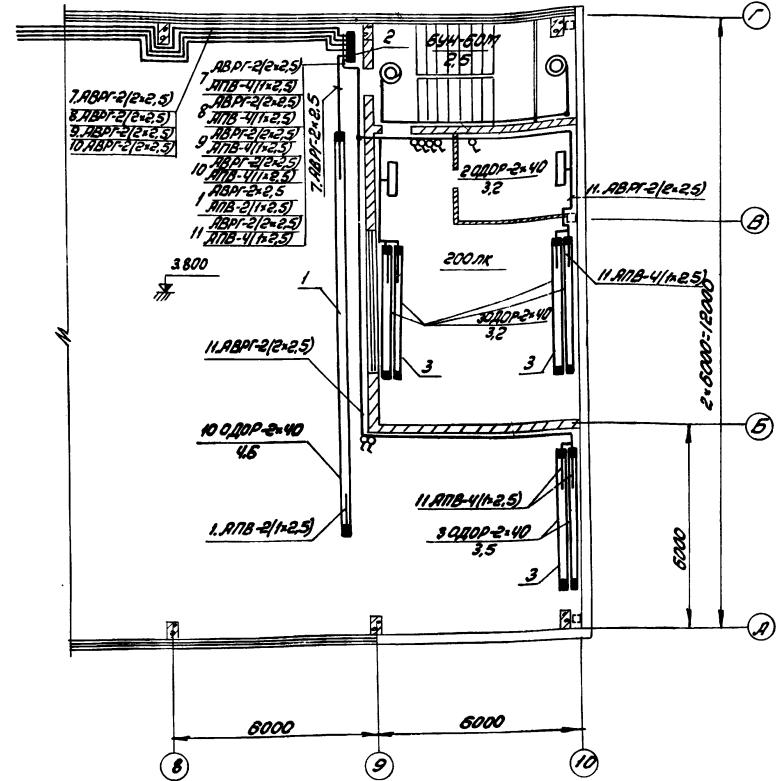 Г
2
БУН-60М
2,5
7.АВРГ-2(2×2,5)
8.АВРГ-2(2×2,5)
9.АВРГ-2(2×2,5)
10.АВРГ-2(2×2,5)
7 АВРГ-2(2×2,5)
АПВ-4(1×2,5)
8 АВРГ-2(2×2,5)
АПВ-4(1×2,5)
9 АВРГ-2(2×2,5)
АПВ-4(1×2,5)
10 АВРГ-2(2×2,5)
АПВ-4(1×2,5)
1 АВРГ-2×2,5
АПВ-2(1×2,5)
11 АВРГ-2(2×2,5)
АПВ-4(1×2,5)
7.АВРГ-2×2,5
2 ОДОР-2×40
3,2
11. АВРГ-2(2×2,5)
В
3.800
200 лк
11 АПВ-4(1×2,5)
1
3 ОДОР-2×40
3,2
2×6000=12000
11.АВРГ-2(2×2,5)
3
3
10 ОДОР-2×40
4.6
Б
11 АПВ-4(1×2,5)
1. АПВ-2(1×2,5)
3 ОДОР-2×40
3,5
3
6000
А
6000
6000
8
9
10